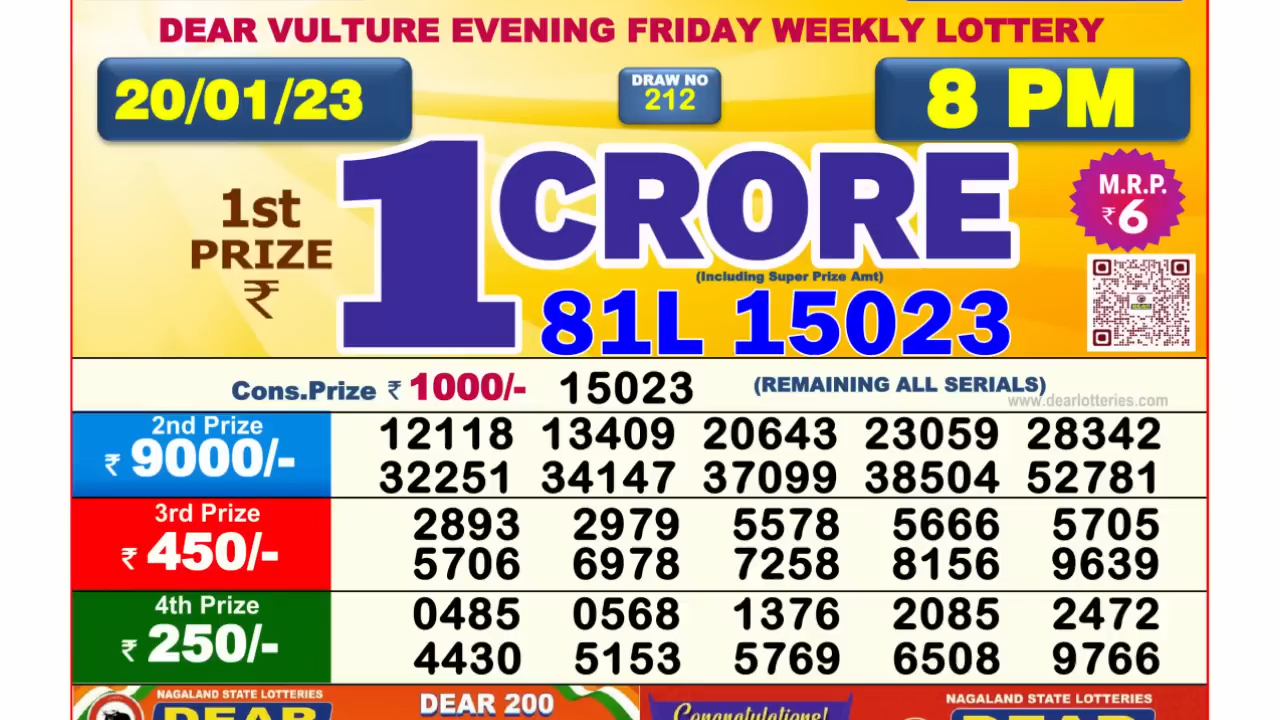 DEAR VULTURE EVENING FRIDAY WEEKLY LOTTERY
20/01/23
DRAW NO
212
8 PM
1st
PRIZE
₹
1 CRORE
(Including Super Prize Amt)
81L 15023
M.R.P.
₹ 6
Cons.Prize ₹ 1000/- 15023 (REMAINING ALL SERIALS)
www.dearlotteries.com
2nd Prize
₹ 9000/-
12118 13409 20643 23059 28342
32251 34147 37099 38504 52781
3rd Prize
₹ 450/-
2893 2979 5578 5666 5705
5706 6978 7258 8156 9639
4th Prize
₹ 250/-
0485 0568 1376 2085 2472
4430 5153 5769 6508 9766
NAGALAND STATE LOTTERIES
DEAR
DEAR 200
Congratulations!
NAGALAND STATE LOTTERIES
DEAR